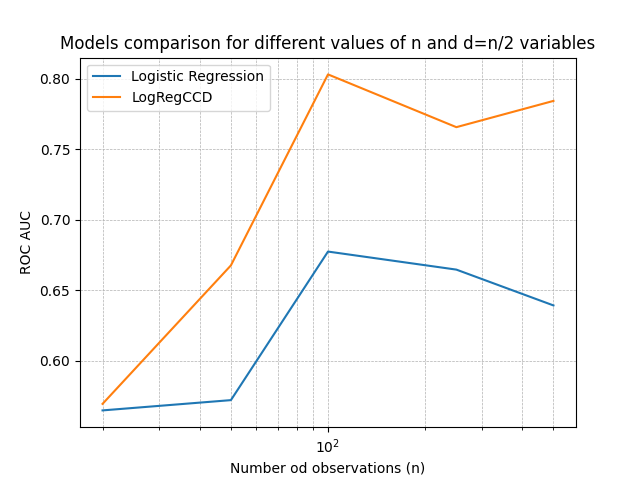 Models comparison for different values of n and d=n/2 variables
Logistic Regression
LogRegCCD
0.80
0.75
0.70
0.65
0.60
ROC AUC
10²
Number od observations (n)